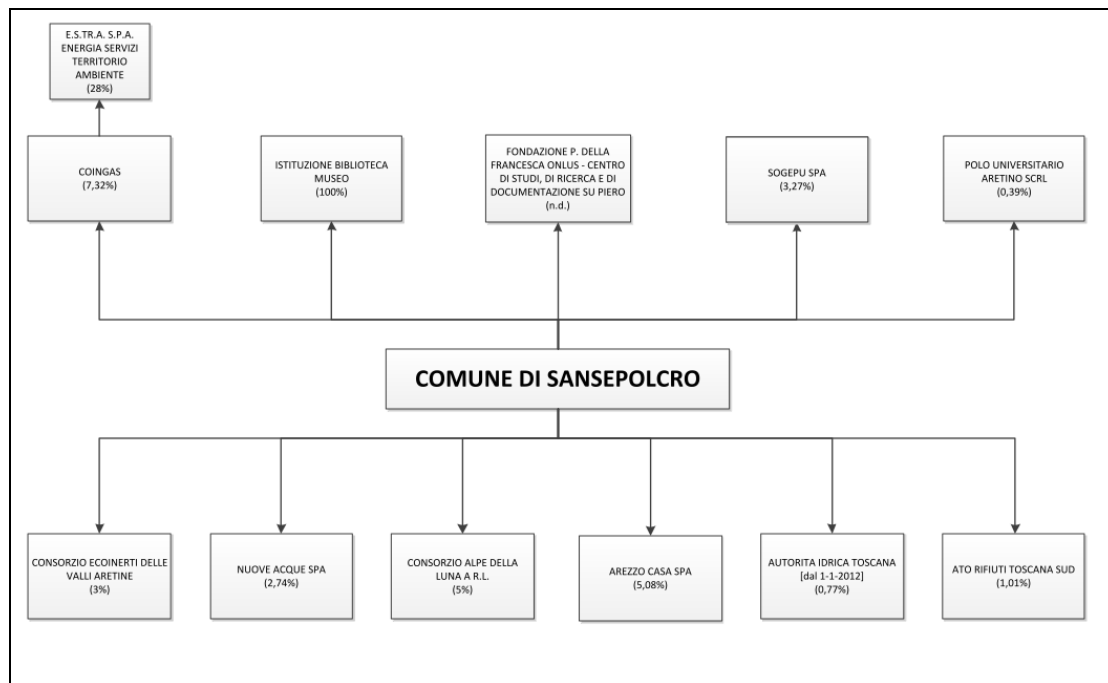 E.S.TR.A. S.P.A.
ENERGIA SERVIZI
TERRITORIO
AMBIENTE
(28%)
COINGAS
(7,32%)
ISTITUZIONE BIBLIOTECA
MUSEO
(100%)
FONDAZIONE P. DELLA
FRANCESCA ONLUS - CENTRO
DI STUDI, DI RICERCA E DI
DOCUMENTAZIONE SU PIERO
(n.d.)
SOGEPU SPA
(3,27%)
POLO UNIVERSITARIO
ARETINO SCRL
(0,39%)
COMUNE DI SANSEPOLCRO
CONSORZIO ECOINERTI DELLE
VALLI ARETINE
(3%)
NUOVE ACQUE SPA
(2,74%)
CONSORZIO ALPE DELLA
LUNA A R.L.
(5%)
AREZZO CASA SPA
(5,08%)
AUTORITA IDRICA TOSCANA
[dal 1-1-2012]
(0,77%)
ATO RIFIUTI TOSCANA SUD
(1,01%)